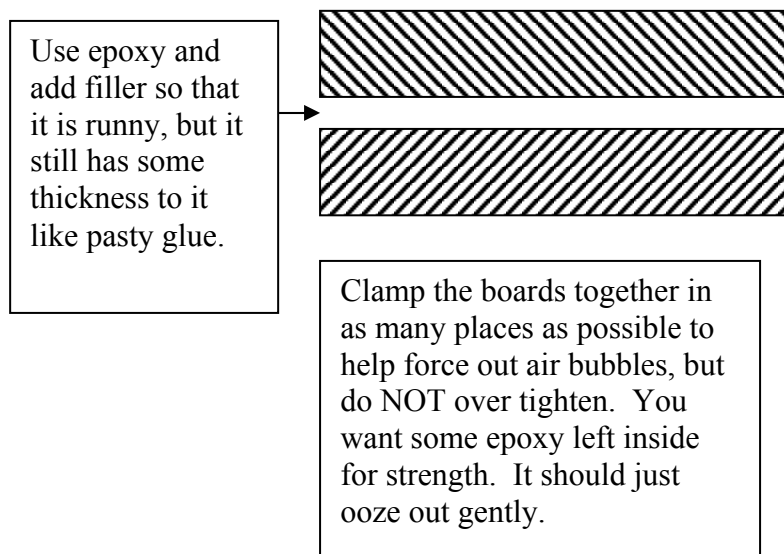 Use epoxy and
add filler so that
it is runny, but it
still has some
thickness to it
like pasty glue.
Clamp the boards together in
as many places as possible to
help force out air bubbles, but
do NOT over tighten.  You
want some epoxy left inside
for strength.  It should just
ooze out gently.